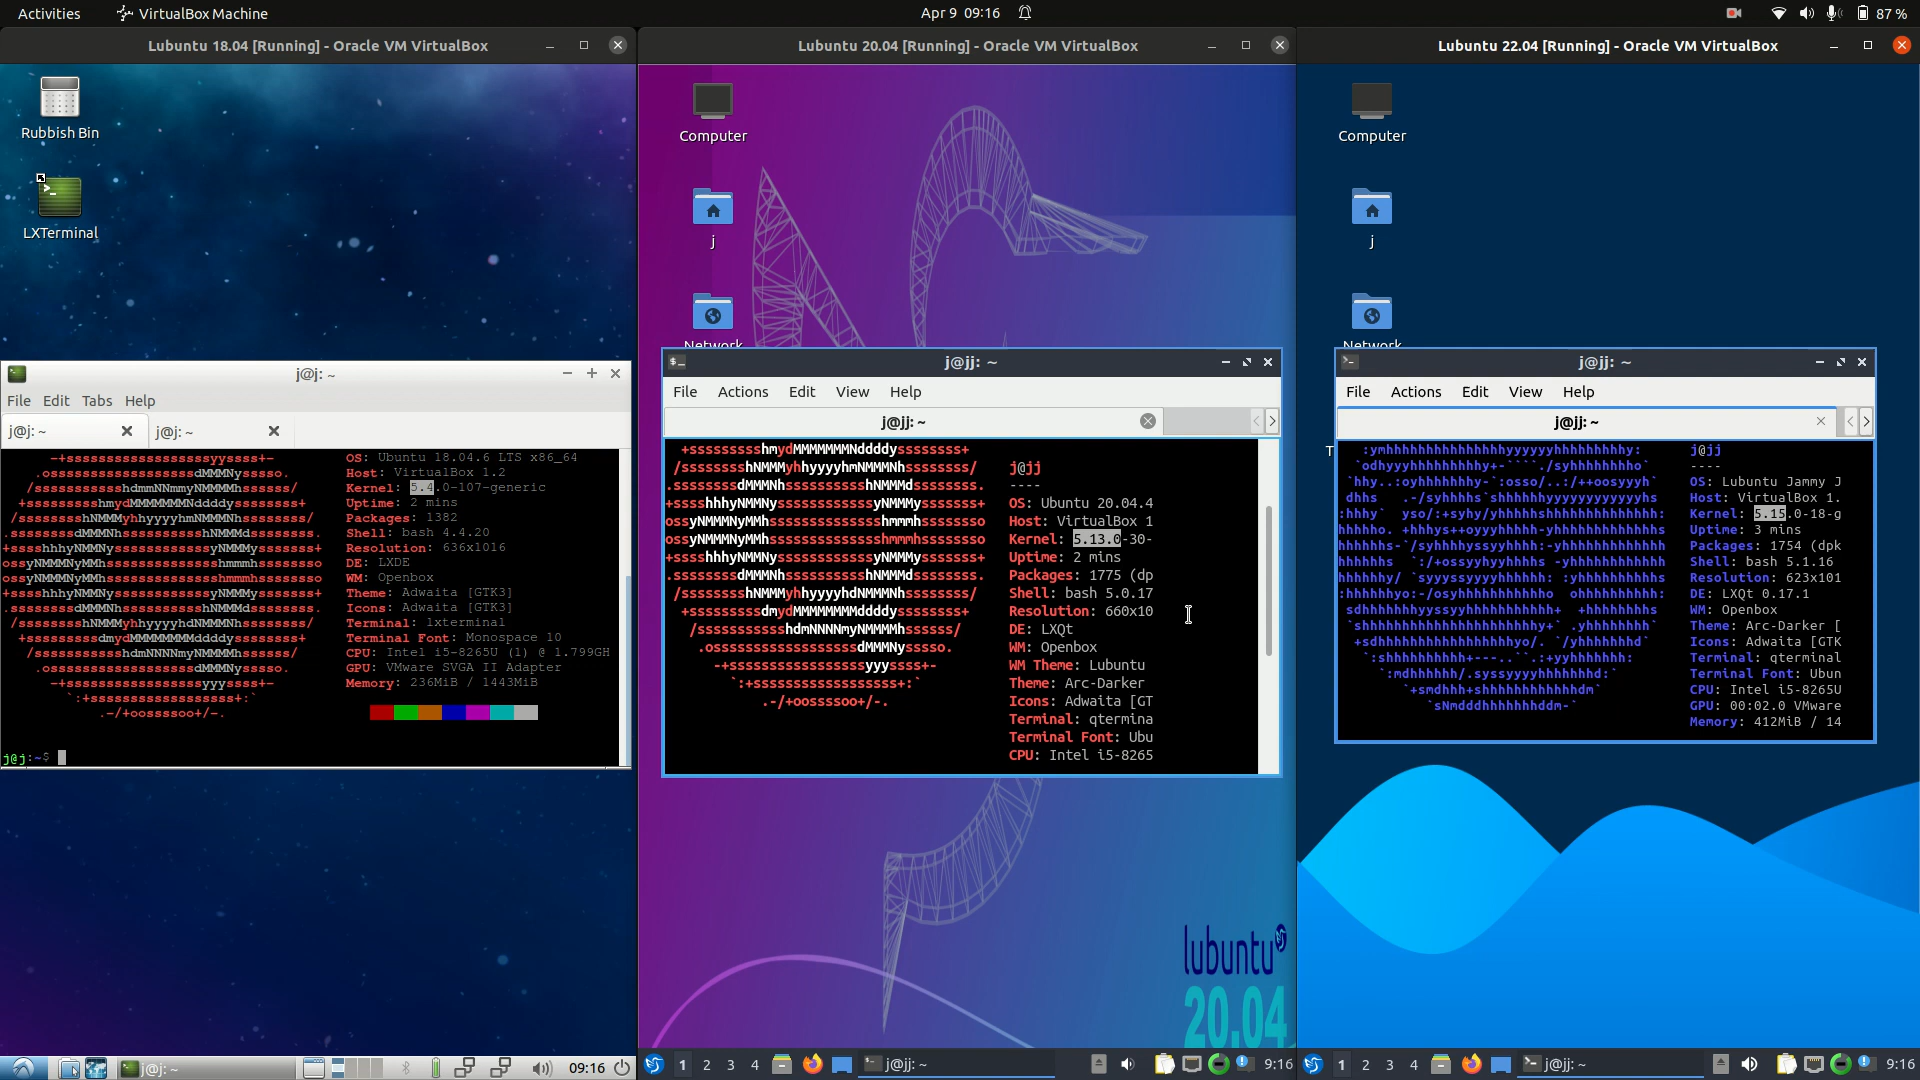 Activities
VirtualBox Machine
Apr 9 09:16
87 %
Lubuntu 18.04 [Running] - Oracle VM VirtualBox
Rubbish Bin
LXTerminal
j@j: ~
File Edit Tabs Help
j@j: ~
j@j: ~
OS: Ubuntu 18.04.6 LTS x86_64
Host: VirtualBox 1.2
Kernel: 5.4.0-107-generic
Uptime: 2 mins
Packages: 1382
Shell: bash 4.4.20
Resolution: 636x1016
DE: LXDE
WM: Openbox
Theme: Adwaita [GTK3]
Icons: Adwaita [GTK3]
Terminal: lxterminal
Terminal Font: Monospace 10
CPU: Intel i5-8265U (1) @ 1.799GH
GPU: VMware SVGA II Adapter
Memory: 236MiB / 1443MiB
j@j:~$
j@j: ~
09:16
Lubuntu 20.04 [Running] - Oracle VM VirtualBox
Computer
j
Network
j@jj: ~
File Actions Edit View Help
j@jj: ~
j@jj
----
OS: Ubuntu 20.04.4
Host: VirtualBox 1
Kernel: 5.13.0-30-
Uptime: 2 mins
Packages: 1775 (dp
Shell: bash 5.0.17
Resolution: 660x10
DE: LXQt
WM: Openbox
WM Theme: Lubuntu
Theme: Arc-Darker
Icons: Adwaita [GT
Terminal: qtermina
Terminal Font: Ubu
CPU: Intel i5-8265
lubuntu
20.04
1 2 3 4
j@jj: ~
9:16
Lubuntu 22.04 [Running] - Oracle VM VirtualBox
Computer
j
Network
T
j@jj: ~
File Actions Edit View Help
j@jj: ~
j@jj
----
OS: Lubuntu Jammy J
Host: VirtualBox 1.
Kernel: 5.15.0-18-g
Uptime: 3 mins
Packages: 1754 (dpk
Shell: bash 5.1.16
Resolution: 623x101
DE: LXQt 0.17.1
WM: Openbox
Theme: Arc-Darker [
Icons: Adwaita [GTK
Terminal: qterminal
Terminal Font: Ubun
CPU: Intel i5-8265U
GPU: 00:02.0 VMware
Memory: 412MiB / 14
1 2 3 4
j@jj: ~
9:16